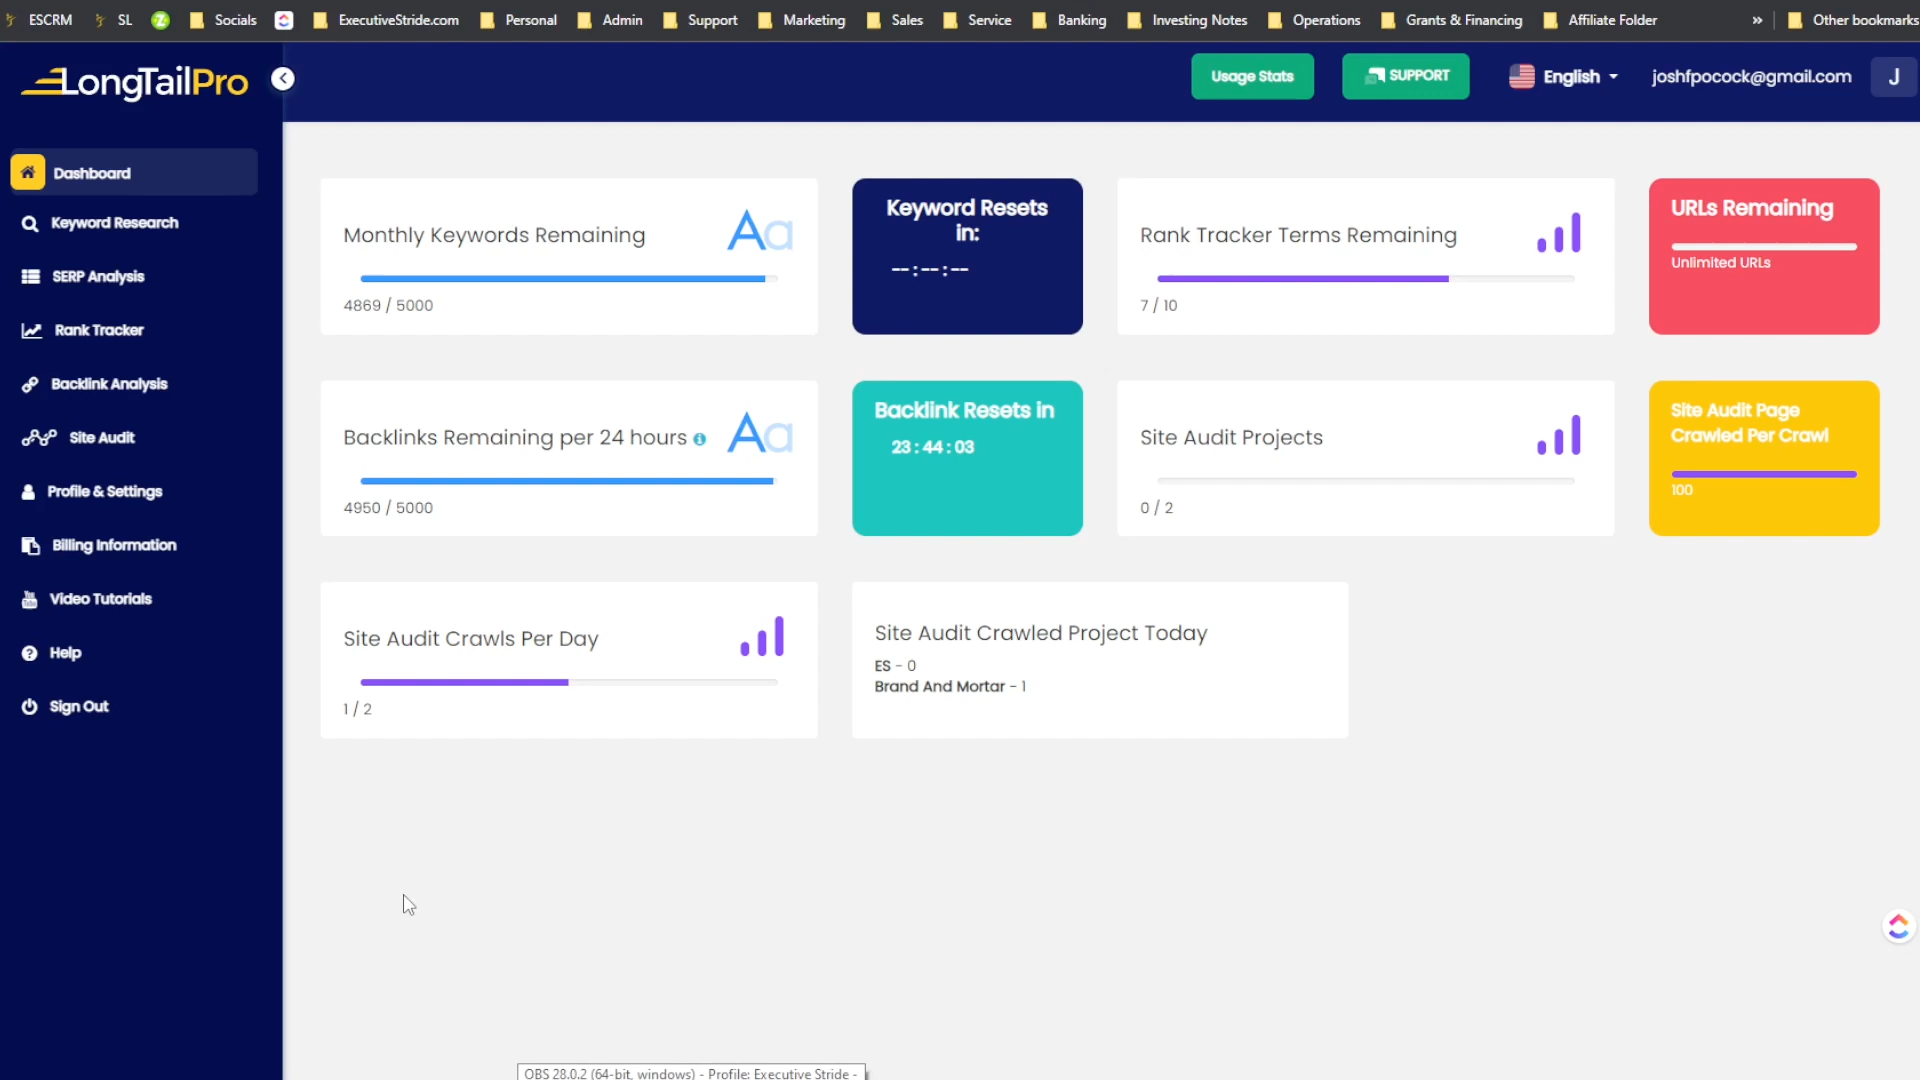 ESCRM
SL
Socials
ExecutiveStride.com
Personal
Admin
Support
Marketing
Sales
Service
Banking
Investing Notes
Operations
Grants & Financing
Affiliate Folder
»
Other bookmarks
LongTailPro
Usage Stats
SUPPORT
English
joshfpocock@gmail.com
J
Dashboard
Keyword Research
SERP Analysis
Rank Tracker
Backlink Analysis
Site Audit
Profile & Settings
Billing Information
Video Tutorials
Help
Sign Out
Monthly Keywords Remaining
Aa
4869 / 5000
Keyword Resets
in:
--:--:--
Rank Tracker Terms Remaining
7 / 10
URLs Remaining
Unlimited URLs
Backlinks Remaining per 24 hours
Aa
4950 / 5000
Backlink Resets in
23 : 44 : 03
Site Audit Projects
0 / 2
Site Audit Page
Crawled Per Crawl
100
Site Audit Crawls Per Day
1 / 2
Site Audit Crawled Project Today
ES - 0
Brand And Mortar - 1
OBS 28.0.2 (64-bit, windows) - Profile: Executive Stride -